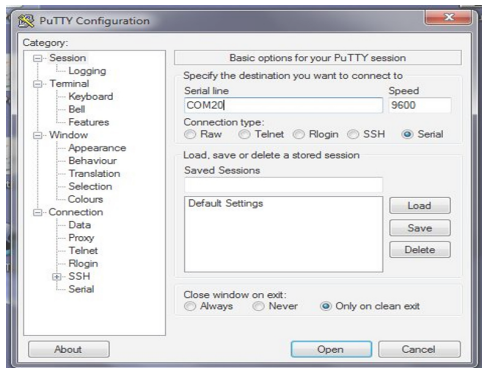 PuTTY Configuration
Category:
Session
Logging
Terminal
Keyboard
Bell
Features
Window
Appearance
Behaviour
Translation
Selection
Colours
Connection
Data
Proxy
Telnet
Rlogin
SSH
Serial
Basic options for your PuTTY session
Specify the destination you want to connect to
Serial line Speed
COM20 9600
Connection type:
Raw Telnet Rlogin SSH Serial
Load, save or delete a stored session
Saved Sessions
Default Settings
Load
Save
Delete
Close window on exit:
Always Never Only on clean exit
About Open Cancel